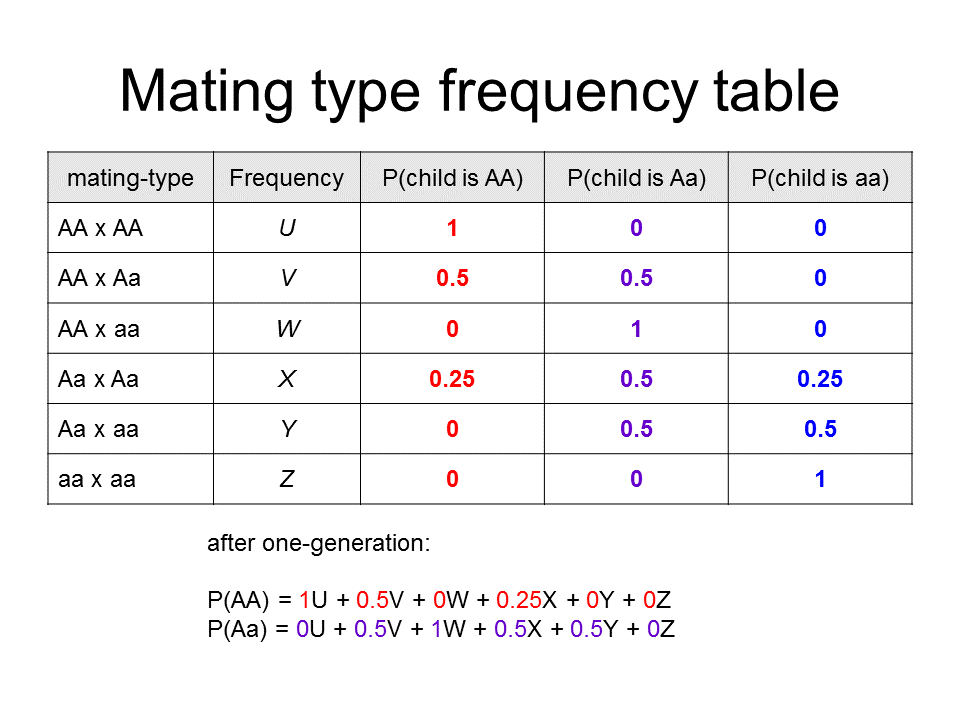 Mating type frequency table
mating-type Frequency P(child is AA) P(child is Aa) P(child is aa)
AA x AA U 1 0 0
AA x Aa V 0.5 0.5 0
AA x aa W 0 1 0
Aa x Aa X 0.25 0.5 0.25
Aa x aa Y 0 0.5 0.5
aa x aa Z 0 0 1
after one-generation:
P(AA) = 1U + 0.5V + 0W + 0.25X + 0Y + 0Z
P(Aa) = 0U + 0.5V + 1W + 0.5X + 0.5Y + 0Z